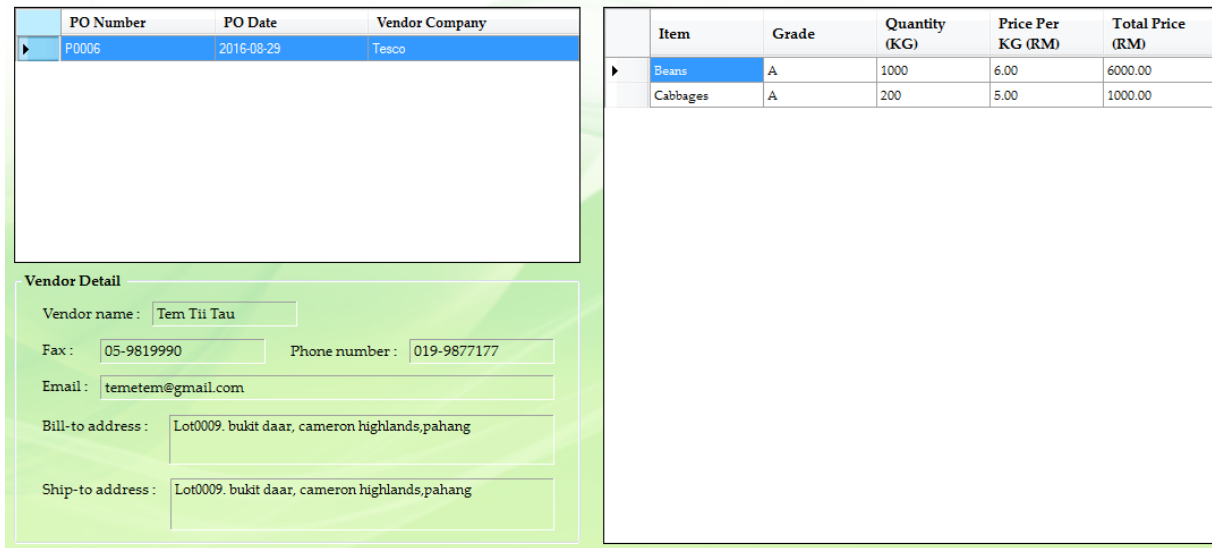 PO Number PO Date Vendor Company
P0006 2016-08-29 Tesco
Item Grade Quantity (KG) Price Per KG (RM) Total Price (RM)
Beans A 1000 6.00 6000.00
Cabbages A 200 5.00 1000.00
Vendor Detail
Vendor name : Tem Tii Tau
Fax : 05-9819990 Phone number : 019-9877177
Email : temetem@gmail.com
Bill-to address : Lot0009. bukit daar, cameron highlands,pahang
Ship-to address : Lot0009. bukit daar, cameron highlands,pahang